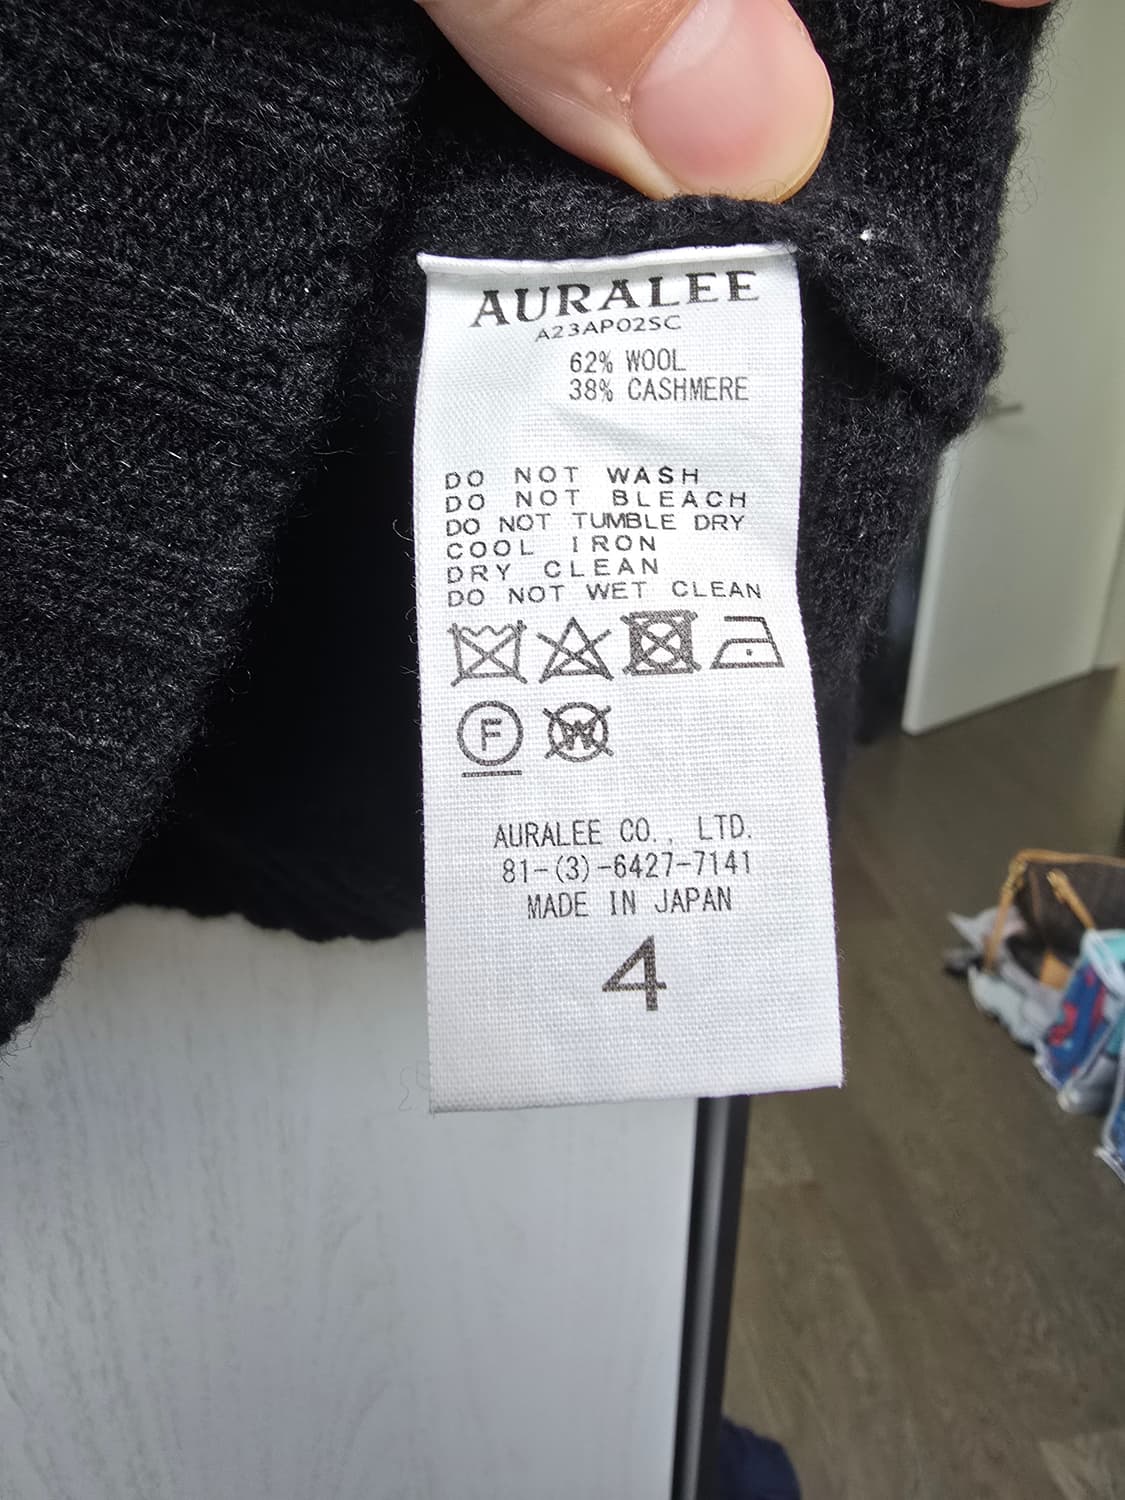 AURALEE
A23AP02SC
62% WOOL
38% CASHMERE
DO NOT WASH
DO NOT BLEACH
DO NOT TUMBLE DRY
COOL IRON
DRY CLEAN
DO NOT WET CLEAN
F W
AURALEE CO., LTD.
81-(3)-6427-7141
MADE IN JAPAN
4